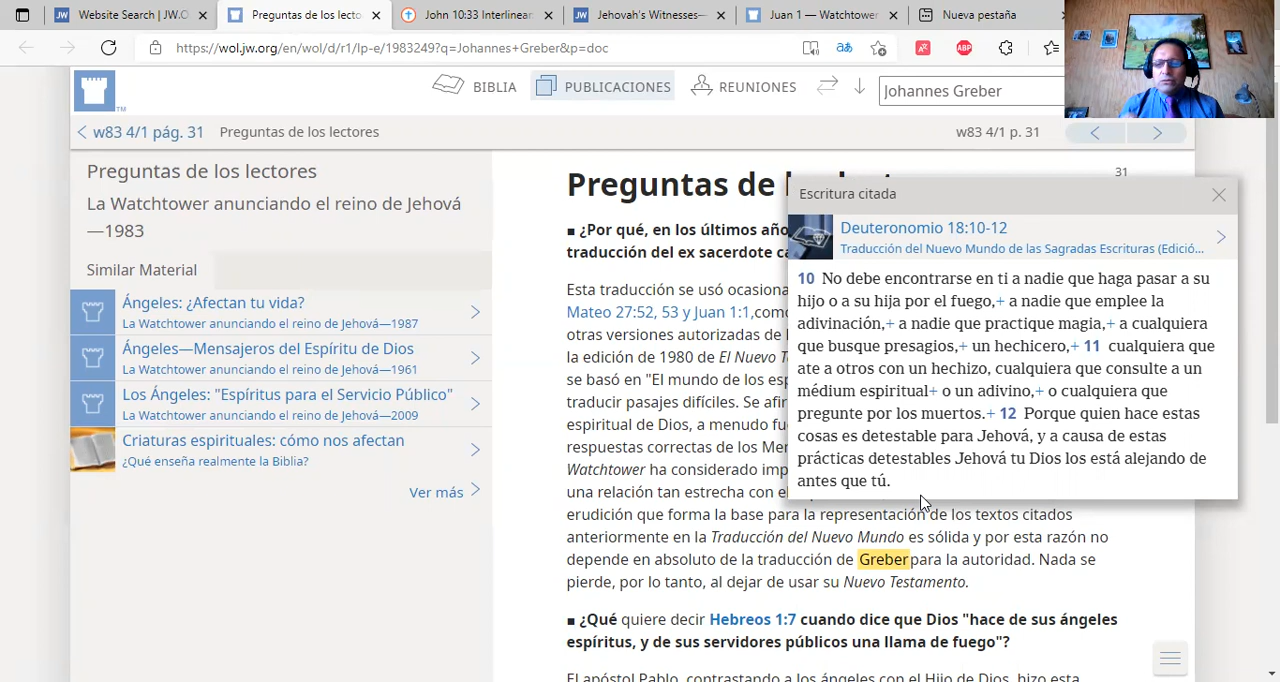 Website Search | JW.O
Preguntas de los lecto
John 10:33 Interlinear
Jehovah's Witnesses—
Juan 1 — Watchtower
Nueva pestaña
https://wol.jw.org/en/wol/d/r1/lp-e/1983249?q=Johannes+Greber&p=doc
BIBLIA
PUBLICACIONES
REUNIONES
Johannes Greber
w83 4/1 pág. 31
Preguntas de los lectores
w83 4/1 p. 31
Preguntas de los lectores
La Watchtower anunciando el reino de Jehová
—1983
Similar Material
Ángeles: ¿Afectan tu vida?
La Watchtower anunciando el reino de Jehová—1987
Ángeles—Mensajeros del Espíritu de Dios
La Watchtower anunciando el reino de Jehová—1961
Los Ángeles: "Espíritus para el Servicio Público"
La Watchtower anunciando el reino de Jehová—2009
Criaturas espirituales: cómo nos afectan
¿Qué enseña realmente la Biblia?
Ver más
31
Preguntas de l
■ ¿Por qué, en los últimos año
traducción del ex sacerdote ca
Esta traducción se usó ocasiona
Mateo 27:52, 53 y Juan 1:1,como
otras versiones autorizadas de
la edición de 1980 de El Nuevo T
se basó en "El mundo de los esp
traducir pasajes difíciles. Se afir
espiritual de Dios, a menudo fu
respuestas correctas de los Men
Watchtower ha considerado imp
una relación tan estrecha con el
erudición que forma la base para la representación de los textos citados
anteriormente en la Traducción del Nuevo Mundo es sólida y por esta razón no
depende en absoluto de la traducción de Greber para la autoridad. Nada se
pierde, por lo tanto, al dejar de usar su Nuevo Testamento.
■ ¿Qué quiere decir Hebreos 1:7 cuando dice que Dios "hace de sus ángeles
espíritus, y de sus servidores públicos una llama de fuego"?
El apóstol Pablo, contrastando a los ángeles con el Hijo de Dios, hizo esta
Escritura citada
Deuteronomio 18:10-12
Traducción del Nuevo Mundo de las Sagradas Escrituras (Edició...
10 No debe encontrarse en ti a nadie que haga pasar a su
hijo o a su hija por el fuego,+ a nadie que emplee la
adivinación,+ a nadie que practique magia,+ a cualquiera
que busque presagios,+ un hechicero,+ 11 cualquiera que
ate a otros con un hechizo, cualquiera que consulte a un
médium espiritual+ o un adivino,+ o cualquiera que
pregunte por los muertos.+ 12 Porque quien hace estas
cosas es detestable para Jehová, y a causa de estas
prácticas detestables Jehová tu Dios los está alejando de
antes que tú.